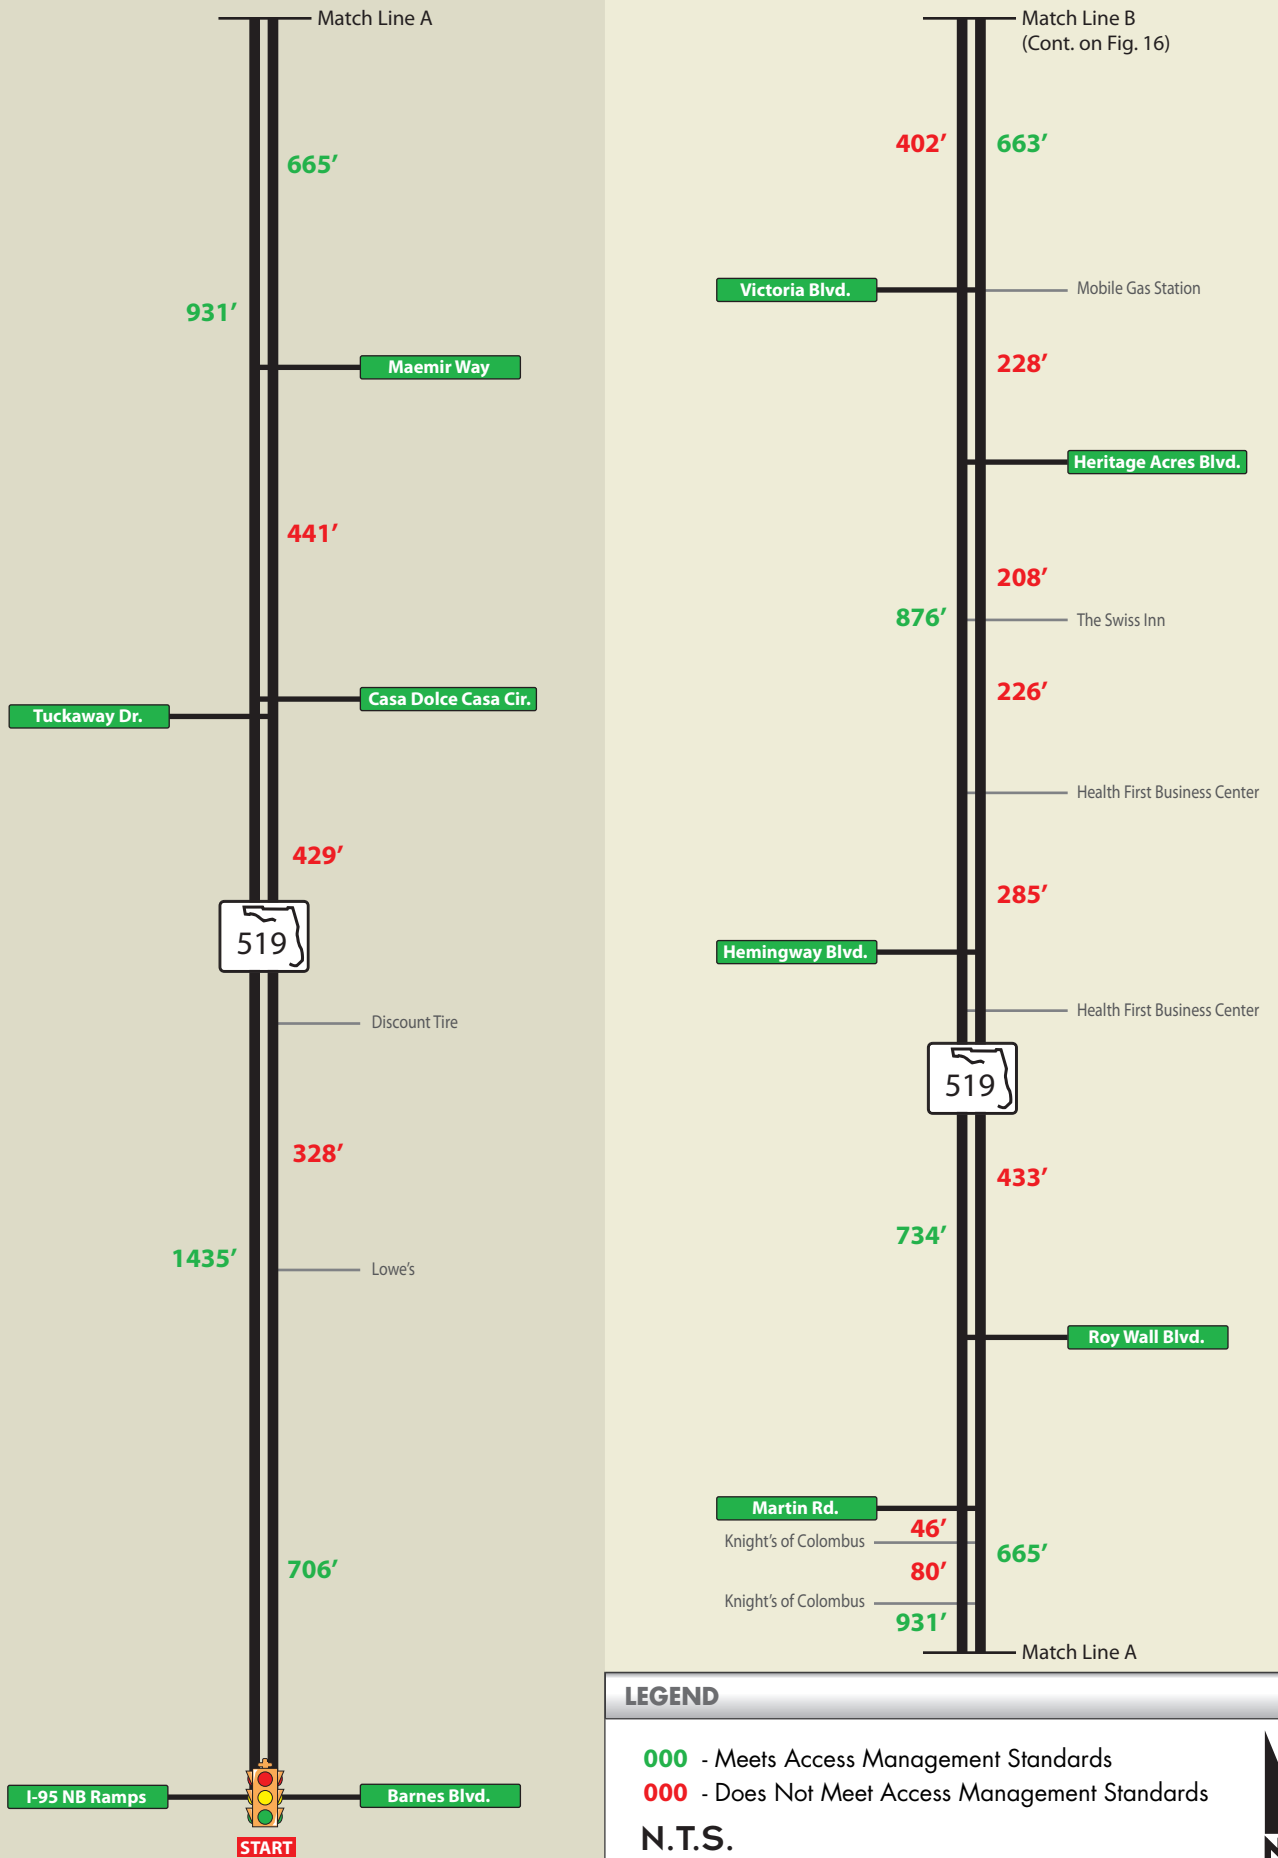 Match Line A
665’
931’
Maemir Way
441’
Casa Dolce Casa Cir.
Tuckaway Dr.
429’
519
Discount Tire
328’
1435’
Lowe's
706’
I-95 NB Ramps
Barnes Blvd.
START
Match Line B
(Cont. on Fig. 16)
402’
663’
Victoria Blvd.
Mobile Gas Station
228’
Heritage Acres Blvd.
208’
876’
The Swiss Inn
226’
Health First Business Center
285’
Hemingway Blvd.
Health First Business Center
519
433’
734’
Roy Wall Blvd.
Martin Rd.
46’
Knight's of Colombus
665’
80’
Knight's of Colombus
931’
Match Line A
LEGEND
000 - Meets Access Management Standards
000 - Does Not Meet Access Management Standards
N.T.S.